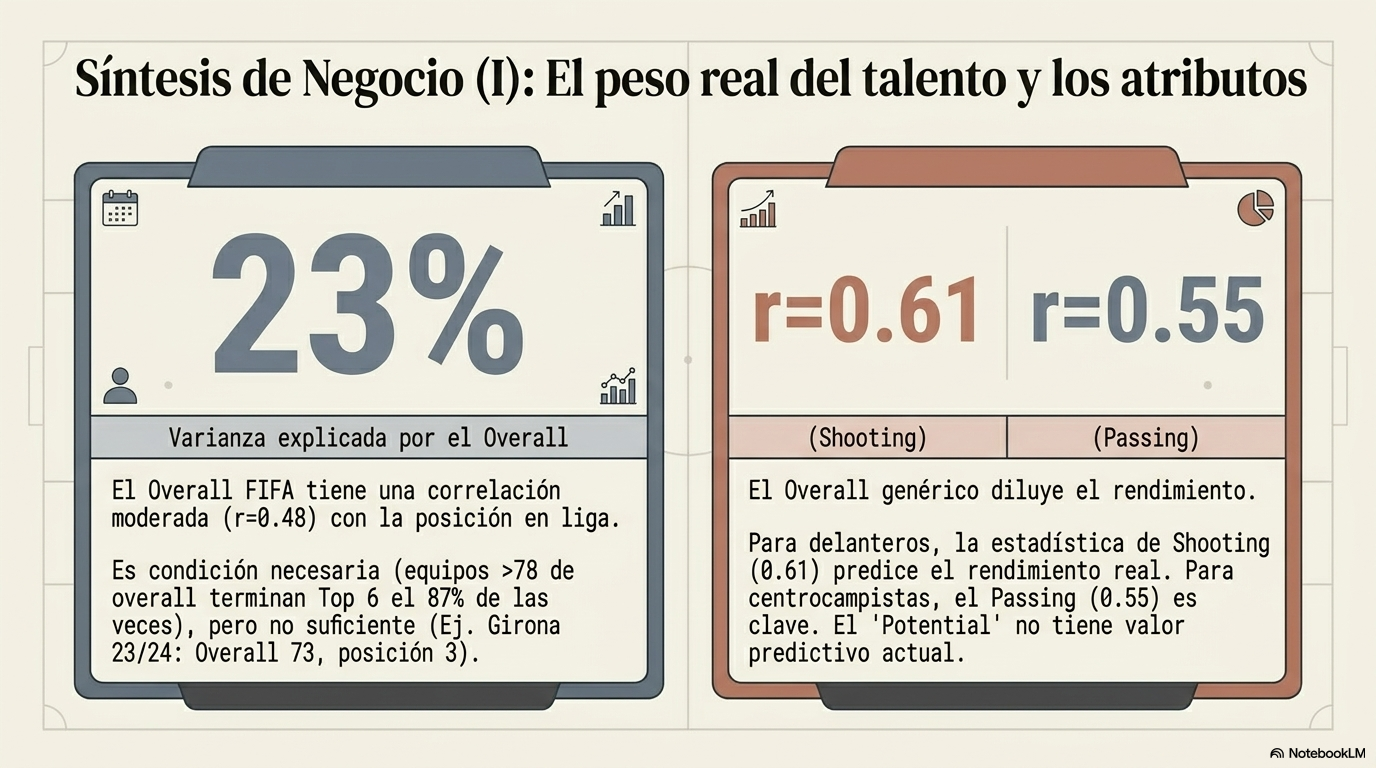 Síntesis de Negocio (I): El peso real del talento y los atributos
23%
Varianza explicada por el Overall
El Overall FIFA tiene una correlación
moderada (r=0.48) con la posición en liga.
Es condición necesaria (equipos >78 de
overall terminan Top 6 el 87% de las
veces), pero no suficiente (Ej. Girona
23/24: Overall 73, posición 3).
r=0.61
r=0.55
(Shooting)
(Passing)
El Overall genérico diluye el rendimiento.
Para delanteros, la estadística de Shooting
(0.61) predice el rendimiento real. Para
centrocampistas, el Passing (0.55) es
clave. El 'Potential' no tiene valor
predictivo actual.
NotebookLM